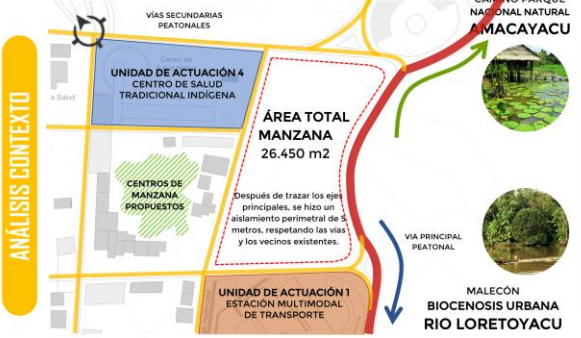 VÍAS SECUNDARIAS
PEATONALES
CAMINO PARQUE
NACIONAL NATURAL
AMACAYACU
ANÁLISIS CONTEXTO
UNIDAD DE ACTUACIÓN 4
CENTRO DE SALUD
TRADICIONAL INDÍGENA
a Salud
ÁREA TOTAL
MANZANA
26.450 m2
CENTROS DE
MANZANA
PROPUESTOS
Después de trazar los ejes
principales, se hizo un
aislamiento perimetral de 5
metros, respetando las vías
y los vecinos existentes.
VIA PRINCIPAL
PEATONAL
UNIDAD DE ACTUACIÓN 1
ESTACIÓN MULTIMODAL
DE TRANSPORTE
MALECÓN
BIOCENOSIS URBANA
RIO LORETOYACU